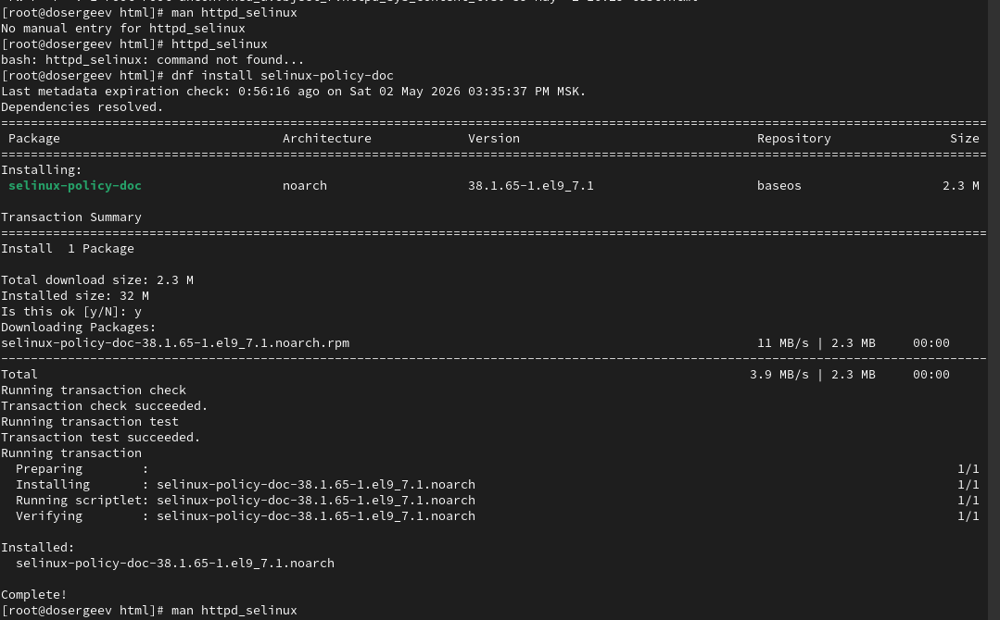 [root@dosergeev html]# man httpd_selinux
No manual entry for httpd_selinux
[root@dosergeev html]# httpd_selinux
bash: httpd_selinux: command not found...
[root@dosergeev html]# dnf install selinux-policy-doc
Last metadata expiration check: 0:56:16 ago on Sat 02 May 2026 03:35:37 PM MSK.
Dependencies resolved.
================================================================================
Package Architecture Version Repository Size
================================================================================
Installing:
selinux-policy-doc noarch 38.1.65-1.el9_7.1 baseos 2.3 M
Transaction Summary
================================================================================
Install 1 Package
Total download size: 2.3 M
Installed size: 32 M
Is this ok [y/N]: y
Downloading Packages:
selinux-policy-doc-38.1.65-1.el9_7.1.noarch.rpm 11 MB/s | 2.3 MB 00:00
--------------------------------------------------------------------------------
Total 3.9 MB/s | 2.3 MB 00:00
Running transaction check
Transaction check succeeded.
Running transaction test
Transaction test succeeded.
Running transaction
Preparing : 1/1
Installing : selinux-policy-doc-38.1.65-1.el9_7.1.noarch 1/1
Running scriptlet: selinux-policy-doc-38.1.65-1.el9_7.1.noarch 1/1
Verifying : selinux-policy-doc-38.1.65-1.el9_7.1.noarch 1/1
Installed:
selinux-policy-doc-38.1.65-1.el9_7.1.noarch
Complete!
[root@dosergeev html]# man httpd_selinux